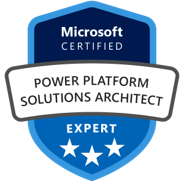 Microsoft
CERTIFIED
POWER PLATFORM
SOLUTIONS ARCHITECT
EXPERT